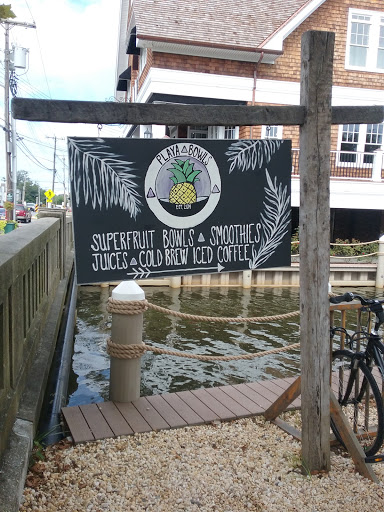 PLAYA BOWLS
EST. 2014
SUPERFRUIT BOWLS SMOOTHIES
JUICES COLD BREW ICED COFFEE